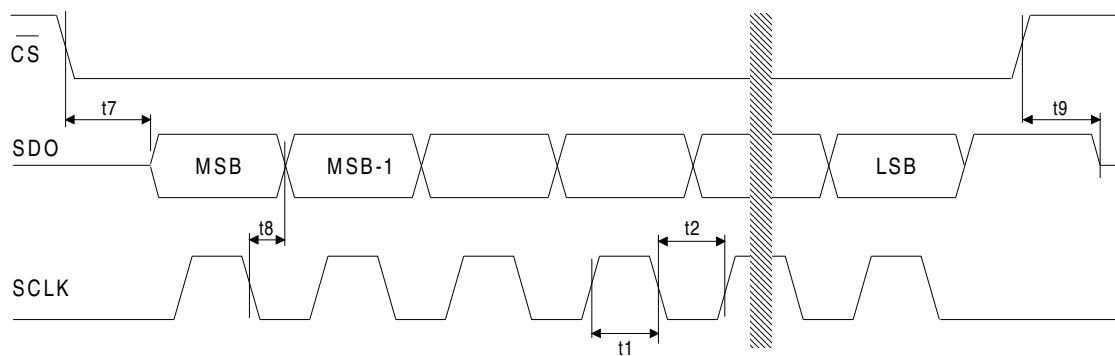 CS
t7
t9
SDO
MSB
MSB-1
LSB
t8
t2
SCLK
t1